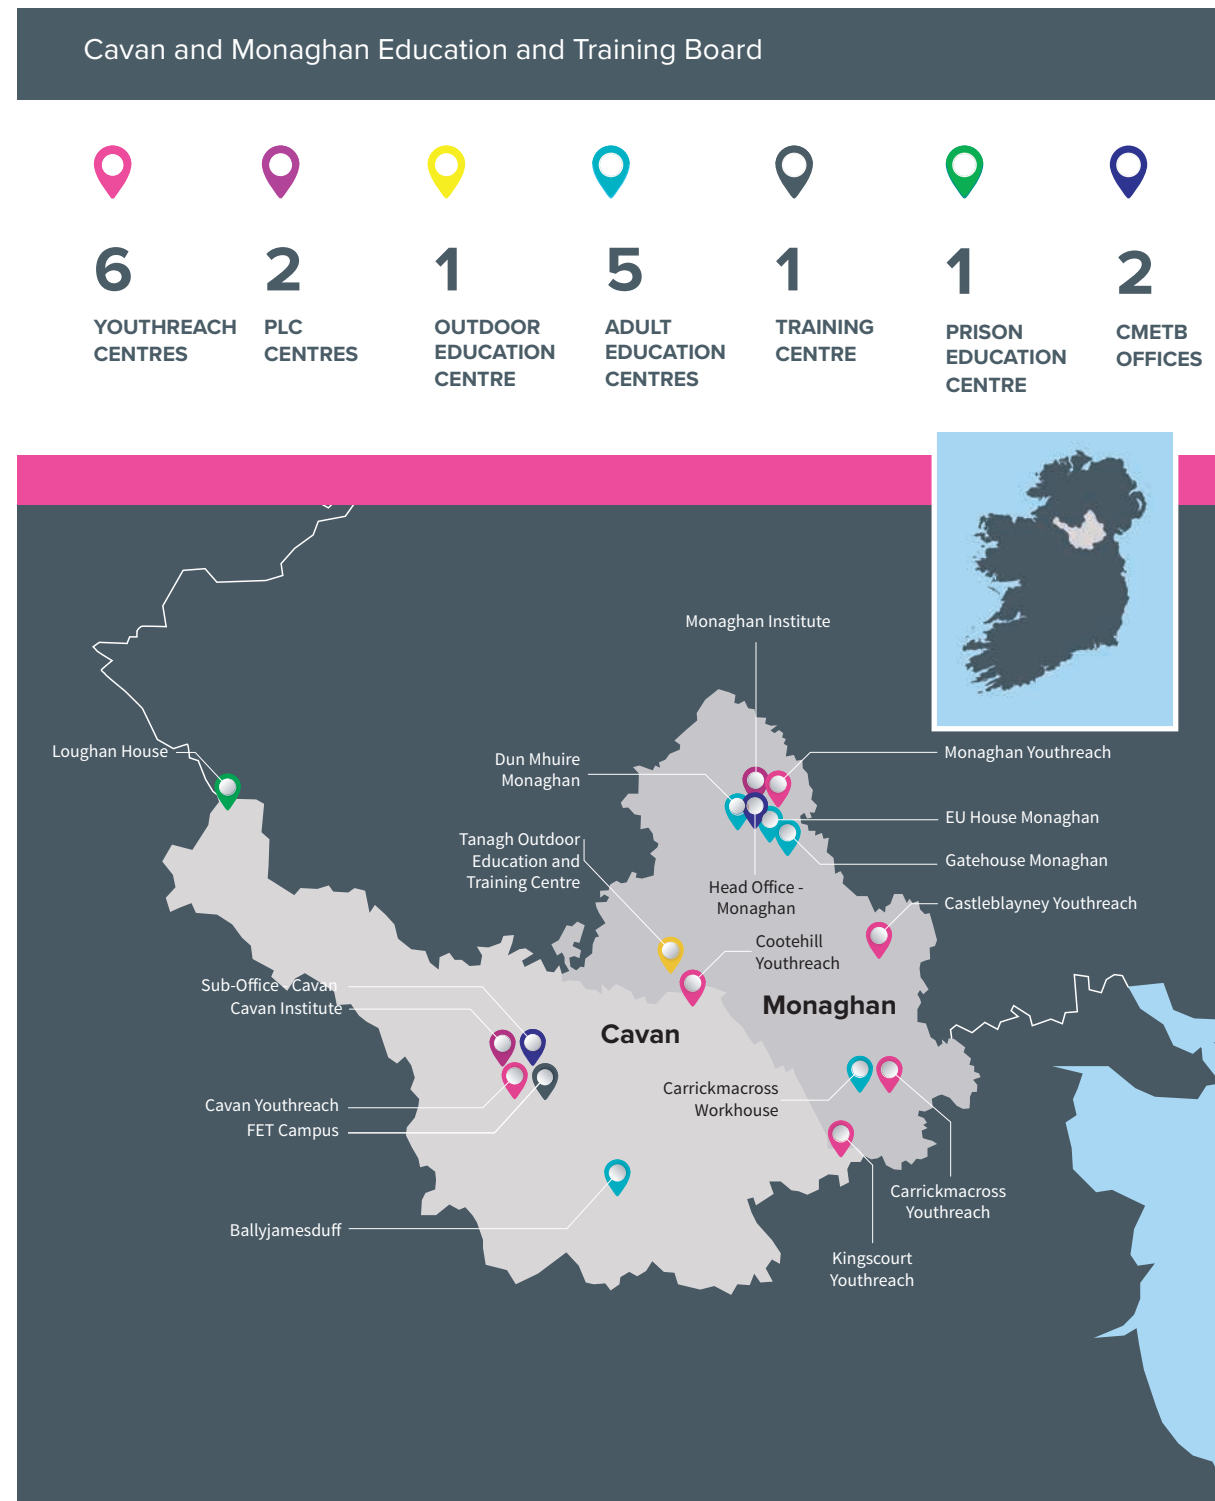 Cavan and Monaghan Education and Training Board
6
YOUTHREACH
CENTRES
2
PLC
CENTRES
1
OUTDOOR
EDUCATION
CENTRE
5
ADULT
EDUCATION
CENTRES
1
TRAINING
CENTRE
1
PRISON
EDUCATION
CENTRE
2
CMETB
OFFICES
Monaghan Institute
Loughan House
Dun Mhuire
Monaghan
Monaghan Youthreach
EU House Monaghan
Tanagh Outdoor
Education and
Training Centre
Gatehouse Monaghan
Head Office -
Monaghan
Castleblayney Youthreach
Cootehill
Youthreach
Sub-Office - Cavan
Cavan Institute
Monaghan
Cavan
Cavan Youthreach
FET Campus
Carrickmacross
Workhouse
Carrickmacross
Youthreach
Ballyjamesduff
Kingscourt
Youthreach